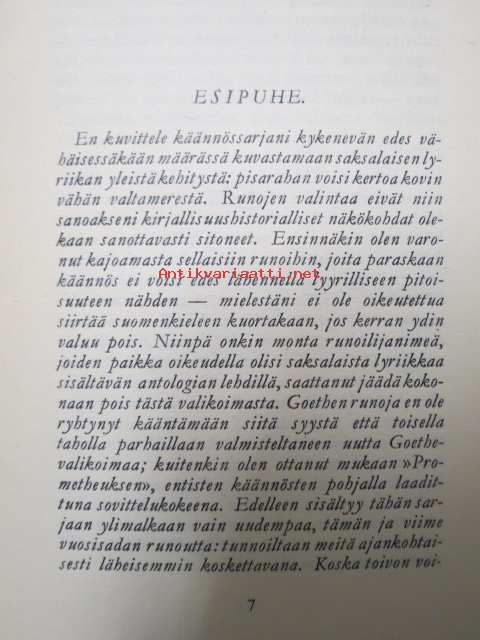 ESIPUHE.
En kuvittele käännössarjani kykenevän edes vä-
häisessäkään määrässä kuvastamaan saksalaisen ly-
riikan yleistä kehitystä: pisarahan voisi kertoa kovin
vähän valtamerestä. Runojen valintaa eivät niin
sanoakseni kirjallisuushistorialliset näkökohdat ole-
kaan sanottavasti sitoneet. Ensinnäkin olen varo-
nut kajoamasta sellaisiin runoihin, joita paraskaan
Antikvariaatti.net
käännös ei voisi edes lähennellä lyyrilliseen pitoi-
suuteen nähden — mielestäni ei ole oikeutettua
siirtää suomenkieleen kuortakaan, jos kerran ydin
valuu pois. Niinpä onkin monta runoilijanimeä,
joiden paikka oikeudella olisi saksalaista lyriikkaa
sisältävän antologian lehdillä, saattanut jäädä koko-
naan pois tästä valikoimasta. Goethen runoja en ole
ryhtynyt kääntämään siitä syystä että toisella
taholla parhaillaan valmisteltaneen uutta Goethe-
valikoimaa; kuitenkin olen ottanut mukaan »Pro-
metheuksen», entisten käännösten pohjalla laadit-
tuna sovittelukokeena. Edelleen sisältyy tähän sar-
jaan ylimalkaan vain uudempaa, tämän ja viime
vuosisadan runoutta: tunnoiltaan meitä ajankohtai-
sesti läheisemmin koskettavana. Koska toivon voi-
7